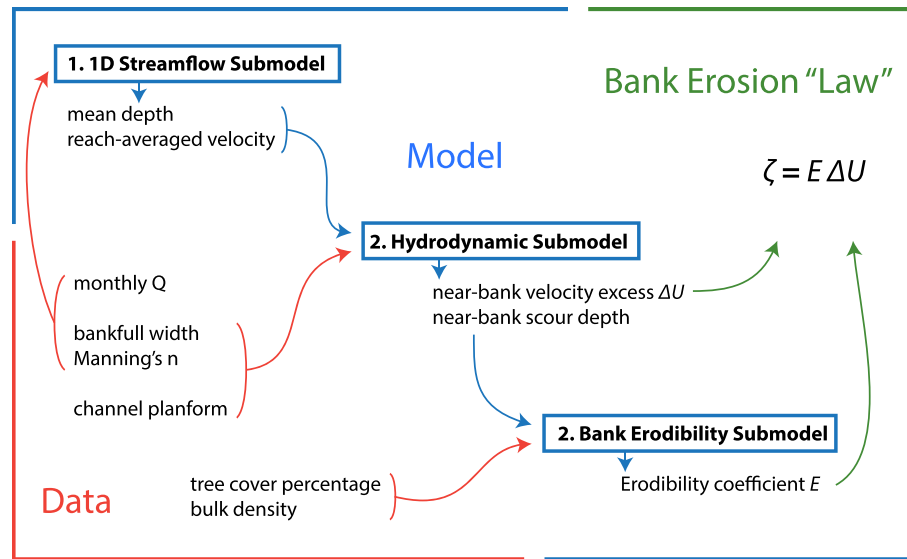 1. 1D Streamflow Submodel
mean depth
reach-averaged velocity
Bank Erosion “Law”
Model
ζ = E ΔU
2. Hydrodynamic Submodel
near-bank velocity excess ΔU
near-bank scour depth
monthly Q
bankfull width
Manning’s n
channel planform
2. Bank Erodibility Submodel
Erodibility coefficient E
Data
tree cover percentage
bulk density